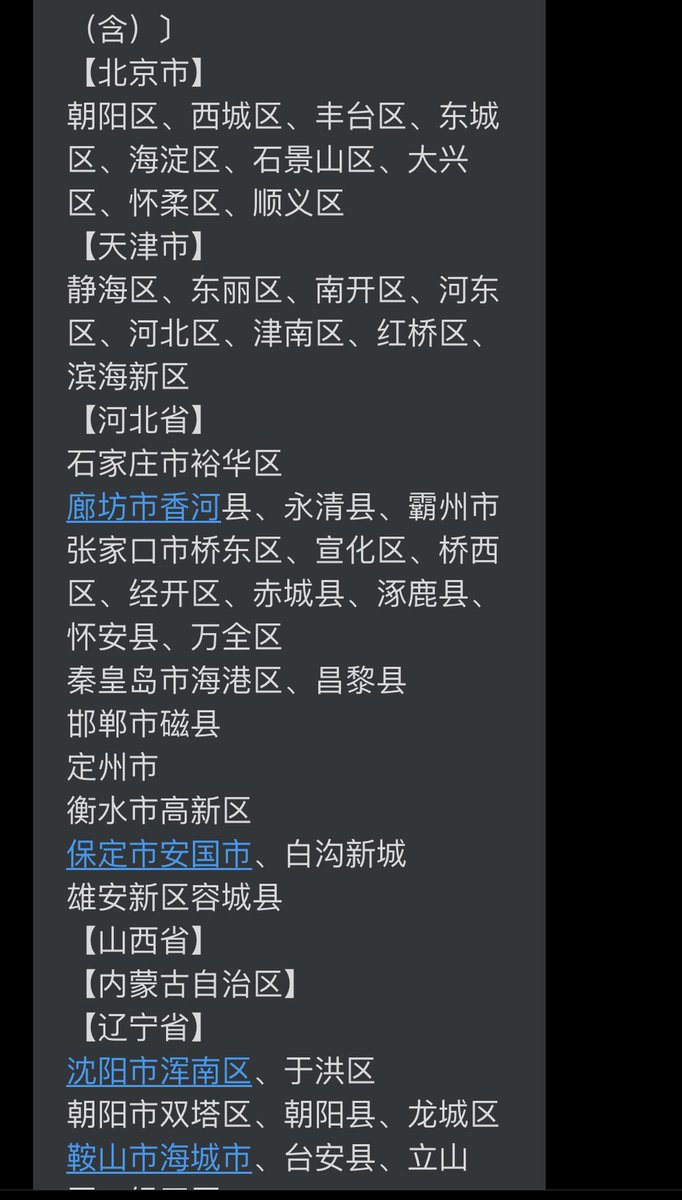 （含）〕
【北京市】
朝阳区、西城区、丰台区、东城
区、海淀区、石景山区、大兴
区、怀柔区、顺义区
【天津市】
静海区、东丽区、南开区、河东
区、河北区、津南区、红桥区、
滨海新区
【河北省】
石家庄市裕华区
廊坊市香河县、永清县、霸州市
张家口市桥东区、宣化区、桥西
区、经开区、赤城县、涿鹿县、
怀安县、万全区
秦皇岛市海港区、昌黎县
邯郸市磁县
定州市
衡水市高新区
保定市安国市、白沟新城
雄安新区容城县
【山西省】
【内蒙古自治区】
【辽宁省】
沈阳市浑南区、于洪区
朝阳市双塔区、朝阳县、龙城区
鞍山市海城市、台安县、立山